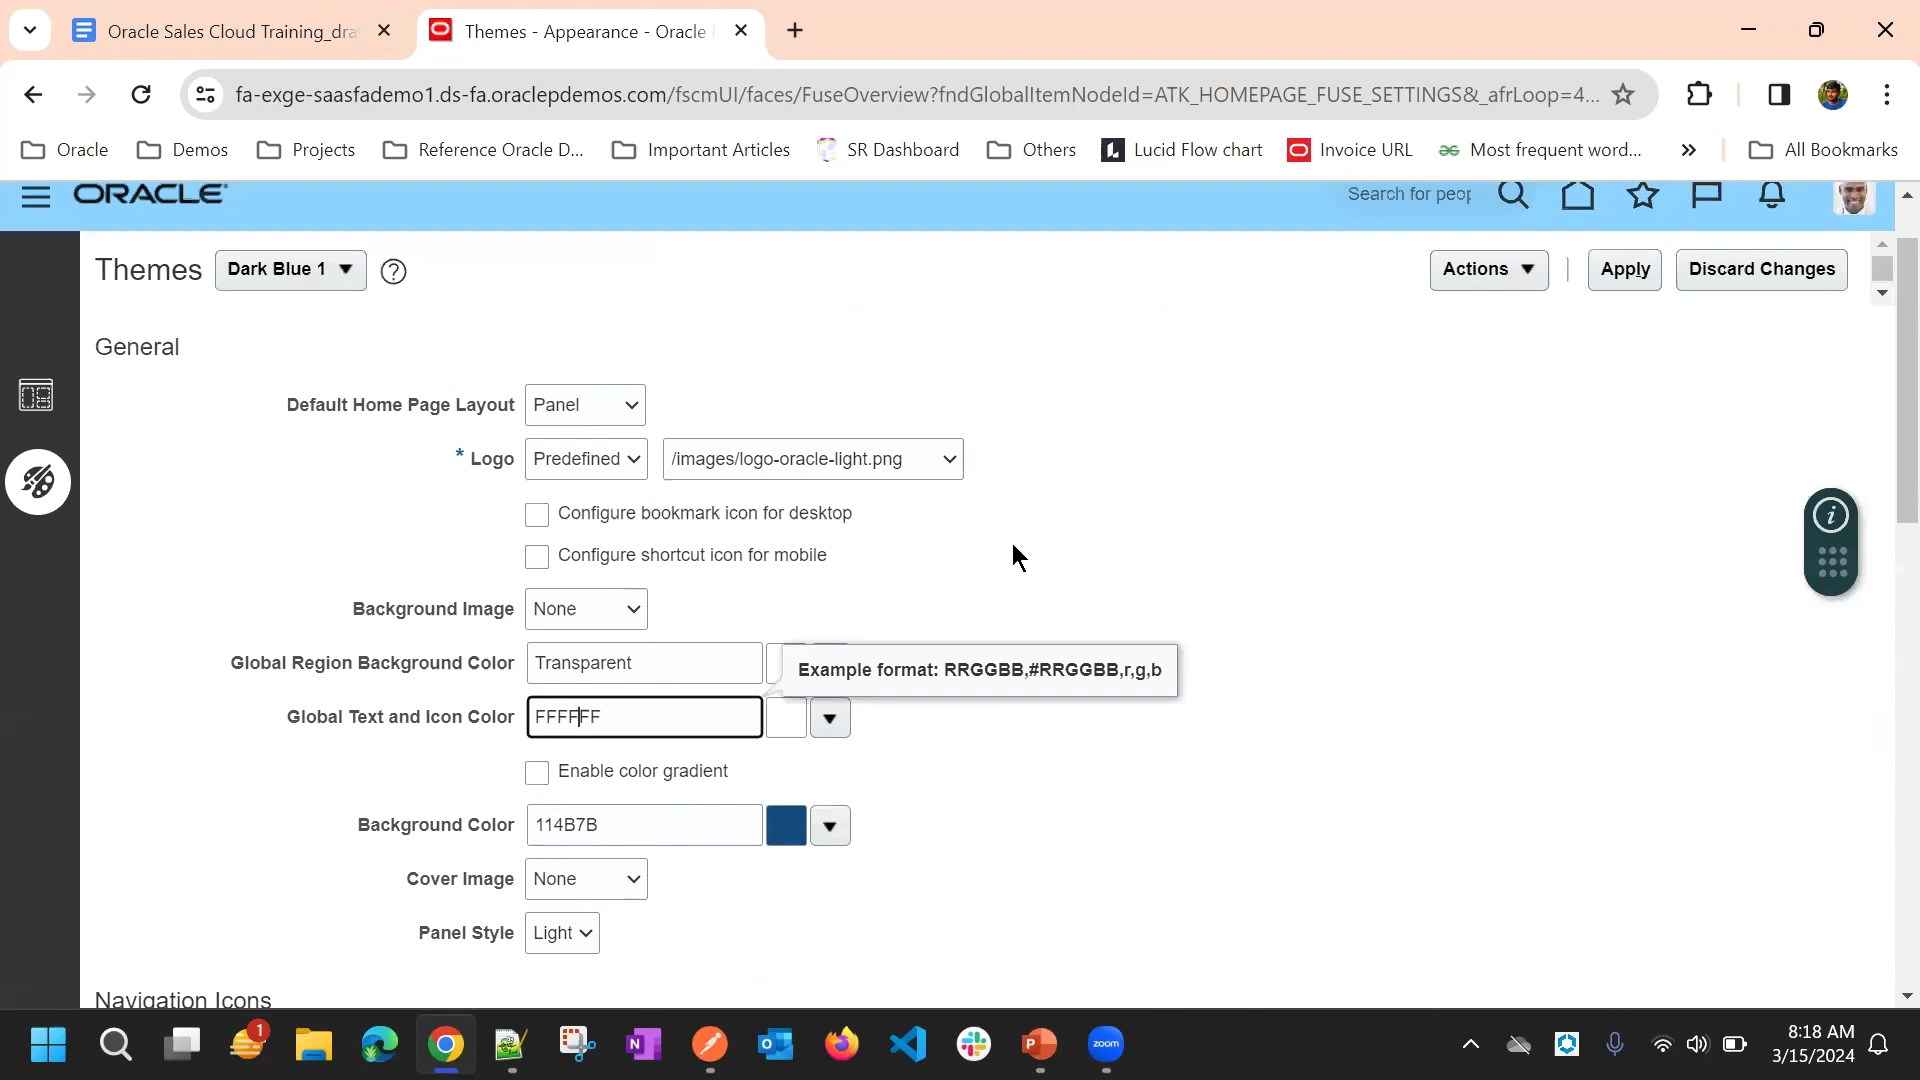 Oracle Sales Cloud Training_dra
Themes - Appearance - Oracle
fa-exge-saasfademo1.ds-fa.oraclepdemos.com/fscmUI/faces/FuseOverview?fndGlobalItemNodeId=ATK_HOMEPAGE_FUSE_SETTINGS&_afrLoop=4...
Oracle
Demos
Projects
Reference Oracle D...
Important Articles
SR Dashboard
Others
Lucid Flow chart
Invoice URL
Most frequent word...
»
All Bookmarks
ORACLE
Search for peop
Themes
Dark Blue 1
?
Actions
Apply
Discard Changes
General
Default Home Page Layout
Panel
* Logo
Predefined
/images/logo-oracle-light.png
Configure bookmark icon for desktop
Configure shortcut icon for mobile
Background Image
None
Global Region Background Color
Transparent
Example format: RRGGBB,#RRGGBB,r,g,b
Global Text and Icon Color
FFFFFF
Enable color gradient
Background Color
114B7B
Cover Image
None
Panel Style
Light
Navigation Icons
1
zoom
8:18 AM
3/15/2024